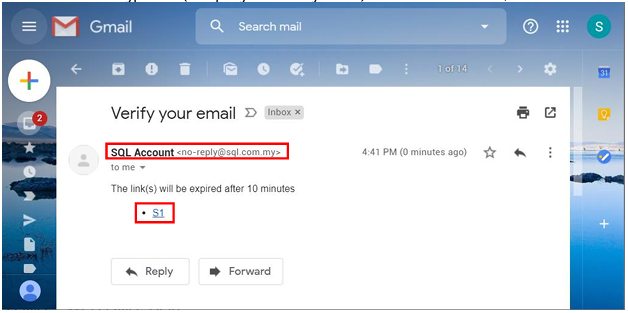 Gmail
Search mail
S
1 of 14
31
2
Verify your email
Inbox ×
SQL Account <no-reply@sql.com.my>
4:41 PM (0 minutes ago)
to me
The link(s) will be expired after 10 minutes
• S1
Reply
Forward